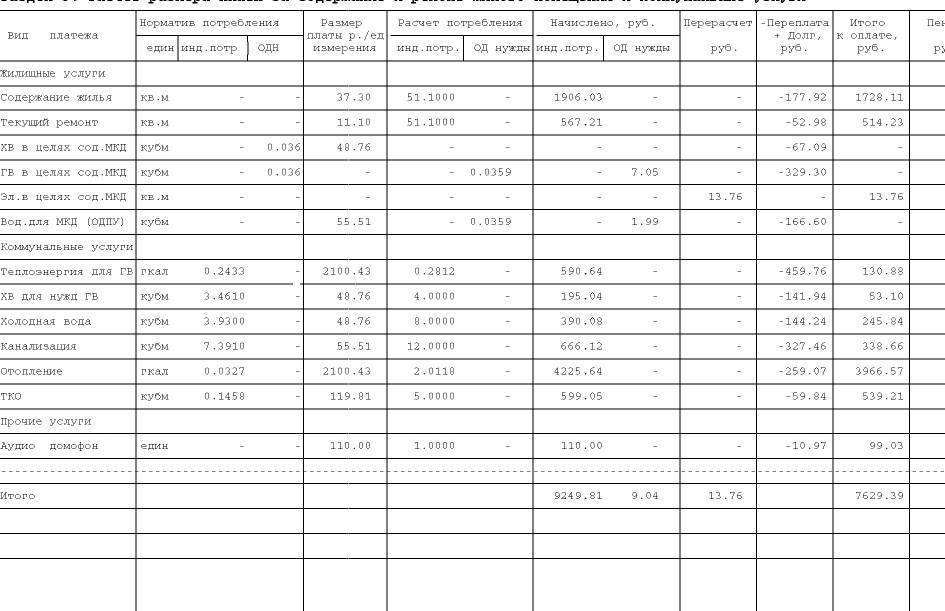 Вид платежа Норматив потребления Размер Расчет потребления Начислено, руб. Перерасчет -Переплата Итого
платы р./ед + Долг, к оплате,
един инд.потр ОДН измерения инд.потр. ОД нужды инд.потр. ОД нужды руб. руб. руб.
Жилищные услуги
Содержание жилья кв.м - - 37.30 51.1000 - 1906.03 - - -177.92 1728.11
Текущий ремонт кв.м - - 11.10 51.1000 - 567.21 - - -52.98 514.23
ХВ в целях сод.МКД кубм - 0.036 48.76 - - - - - -67.09 -
ГВ в целях сод.МКД кубм - 0.036 - - 0.0359 - 7.05 - -329.30 -
Эл.в целях сод.МКД кв.м - - - - - - - 13.76 - 13.76
Вод.для МКД (ОДПУ) кубм - - 55.51 - 0.0359 - 1.99 - -166.60 -
Коммунальные услуги
Теплоэнергия для ГВ гкал 0.2433 - 2100.43 0.2812 - 590.64 - - -459.76 130.88
ХВ для нужд ГВ кубм 3.4610 - 48.76 4.0000 - 195.04 - - -141.94 53.10
Холодная вода кубм 3.9300 - 48.76 8.0000 - 390.08 - - -144.24 245.84
Канализация кубм 7.3910 - 55.51 12.0000 - 666.12 - - -327.46 338.66
Отопление гкал 0.0327 - 2100.43 2.0118 - 4225.64 - - -259.07 3966.57
ТКО кубм 0.1458 - 119.81 5.0000 - 599.05 - - -59.84 539.21
Прочие услуги
Аудио домофон един - - 110.00 1.0000 - 110.00 - - -10.97 99.03
Итого 9249.81 9.04 13.76 7629.39